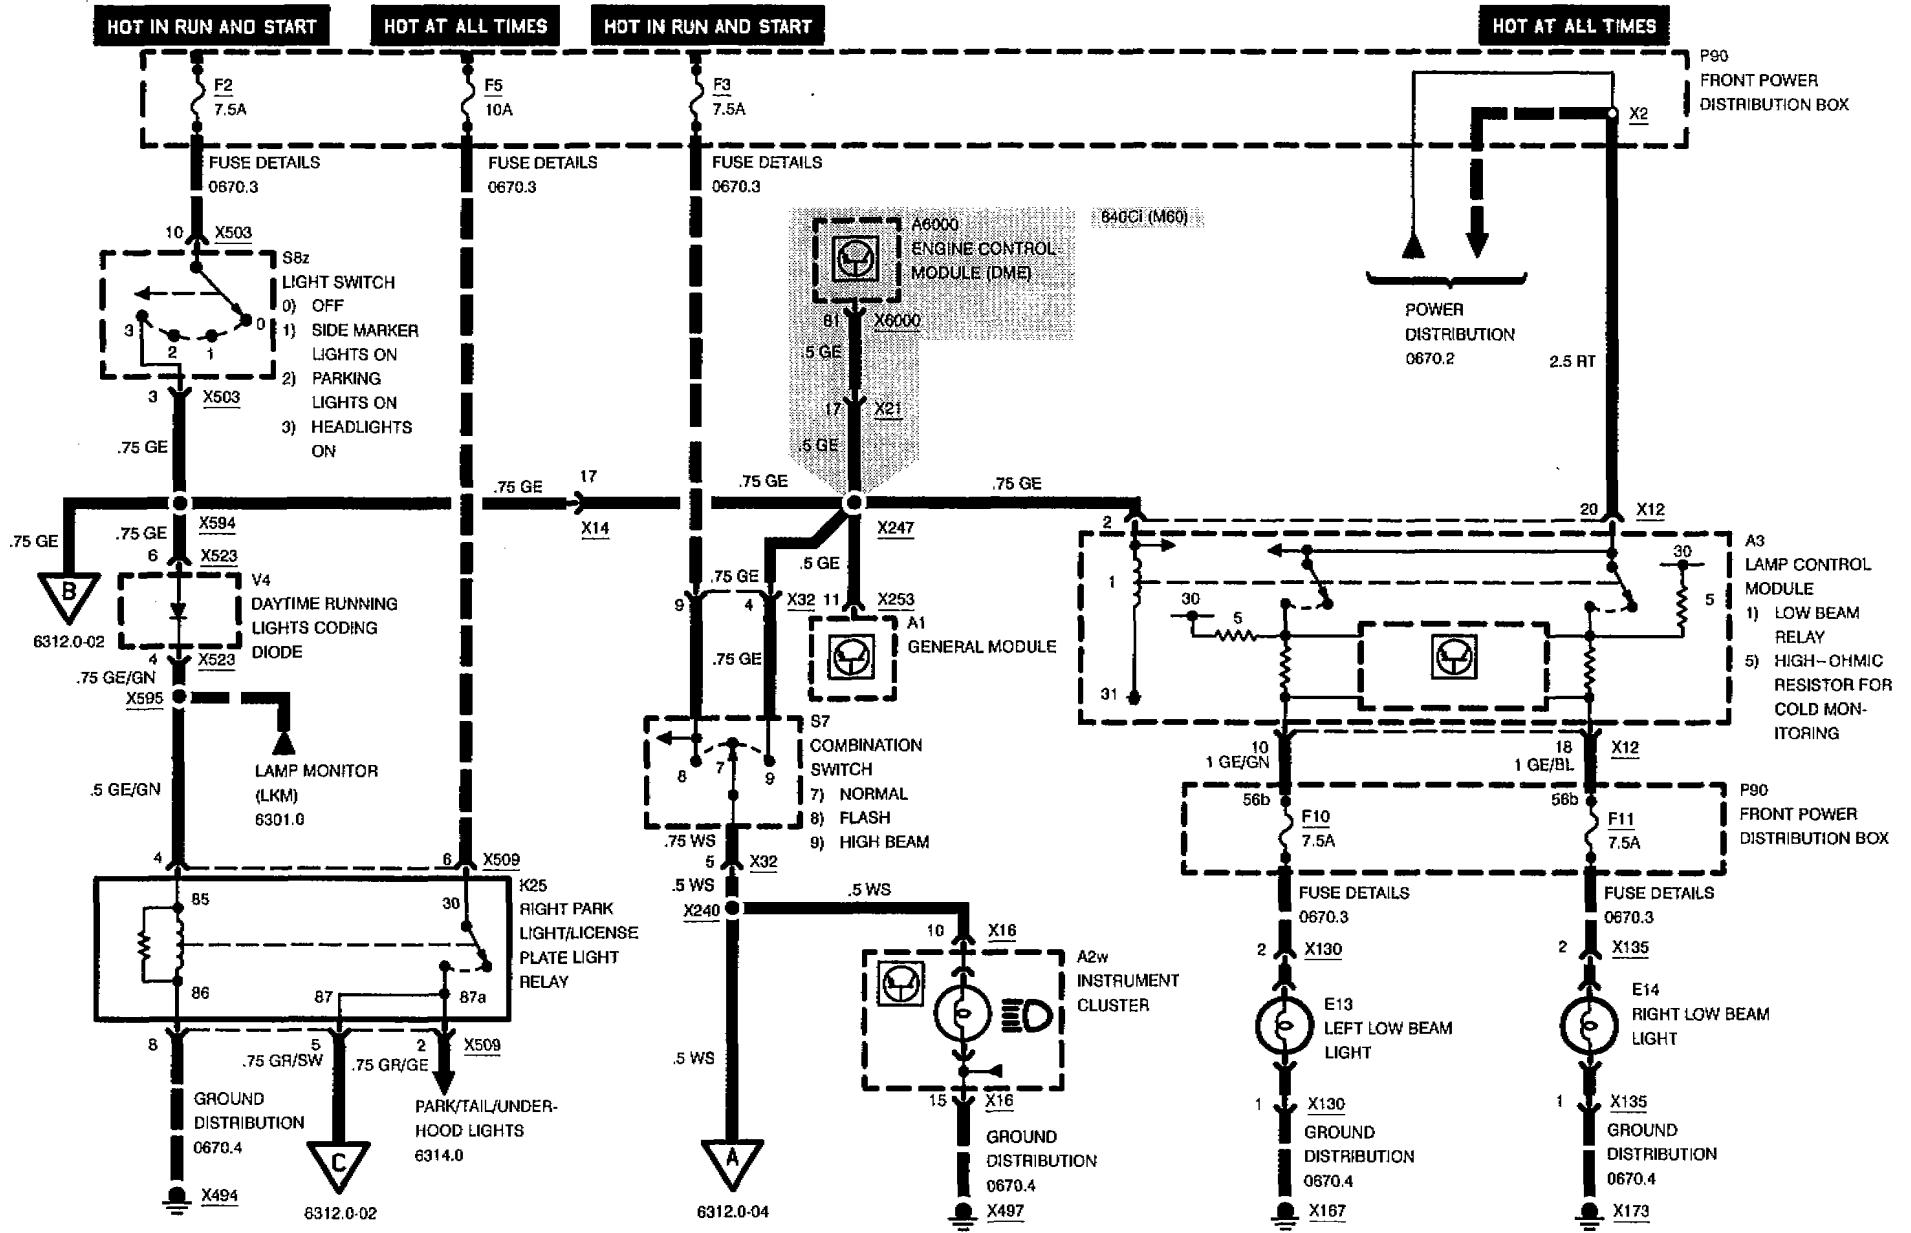 HOT IN RUN AND START
HOT AT ALL TIMES
HOT IN RUN AND START
HOT AT ALL TIMES
P90
FRONT POWER
DISTRIBUTION BOX
F2
7.5A
F5
10A
F3
7.5A
X2
FUSE DETAILS
0670.3
FUSE DETAILS
0670.3
FUSE DETAILS
0670.3
10
X503
S8z
LIGHT SWITCH
0) OFF
1) SIDE MARKER
LIGHTS ON
2) PARKING
LIGHTS ON
3) HEADLIGHTS
ON
3
2
1
0
3
X503
.75 GE
840CI (M60)
A6000
ENGINE CONTROL
MODULE (DME)
81
X6000
.5 GE
17
X21
.5 GE
POWER
DISTRIBUTION
0670.2
2.5 RT
.75 GE
17
X14
.75 GE
.75 GE
X594
X247
.75 GE
.75 GE
6
X523
B
6312.0-02
V4
DAYTIME RUNNING
LIGHTS CODING
DIODE
4
X523
.75 GE/GN
X595
LAMP MONITOR
(LKM)
6301.0
.5 GE/GN
.5 GE
.75 GE
9
4
X32
11
X253
A1
GENERAL MODULE
.75 GE
S7
COMBINATION
SWITCH
7) NORMAL
8) FLASH
9) HIGH BEAM
8
7
9
.75 WS
5
X32
.5 WS
X240
.5 WS
2
20
X12
A3
LAMP CONTROL
MODULE
1) LOW BEAM
RELAY
5) HIGH-OHMIC
RESISTOR FOR
COLD MON-
ITORING
1
30
5
30
5
31
10
1 GE/GN
18
1 GE/BL
X12
P90
FRONT POWER
DISTRIBUTION BOX
56b
F10
7.5A
56b
F11
7.5A
FUSE DETAILS
0670.3
FUSE DETAILS
0670.3
4
6
X509
K25
RIGHT PARK
LIGHT/LICENSE
PLATE LIGHT
RELAY
85
30
86
87
87a
8
5
2
X509
.75 GR/SW
.75 GR/GE
GROUND
DISTRIBUTION
0670.4
X494
C
6312.0-02
PARK/TAIL/UNDER-
HOOD LIGHTS
6314.0
.5 WS
A
6312.0-04
10
X16
A2w
INSTRUMENT
CLUSTER
15
X16
GROUND
DISTRIBUTION
0670.4
X497
2
X130
E13
LEFT LOW BEAM
LIGHT
1
X130
GROUND
DISTRIBUTION
0670.4
X167
2
X135
E14
RIGHT LOW BEAM
LIGHT
1
X135
GROUND
DISTRIBUTION
0670.4
X173